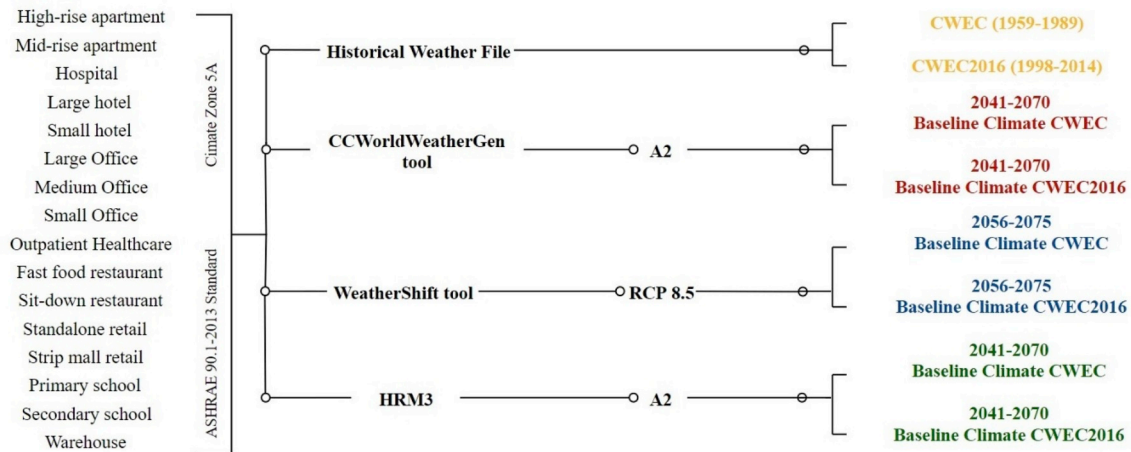 High-rise apartment
Mid-rise apartment
Hospital
Large hotel
Small hotel
Large Office
Medium Office
Small Office
Outpatient Healthcare
Fast food restaurant
Sit-down restaurant
Standalone retail
Strip mall retail
Primary school
Secondary school
Warehouse
Cimate Zone 5A
ASHRAE 90.1-2013 Standard
Historical Weather File
CWEC (1959-1989)
CWEC2016 (1998-2014)
CCWorldWeatherGen
tool
A2
2041-2070
Baseline Climate CWEC
2041-2070
Baseline Climate CWEC2016
WeatherShift tool
RCP 8.5
2056-2075
Baseline Climate CWEC
2056-2075
Baseline Climate CWEC2016
HRM3
A2
2041-2070
Baseline Climate CWEC
2041-2070
Baseline Climate CWEC2016